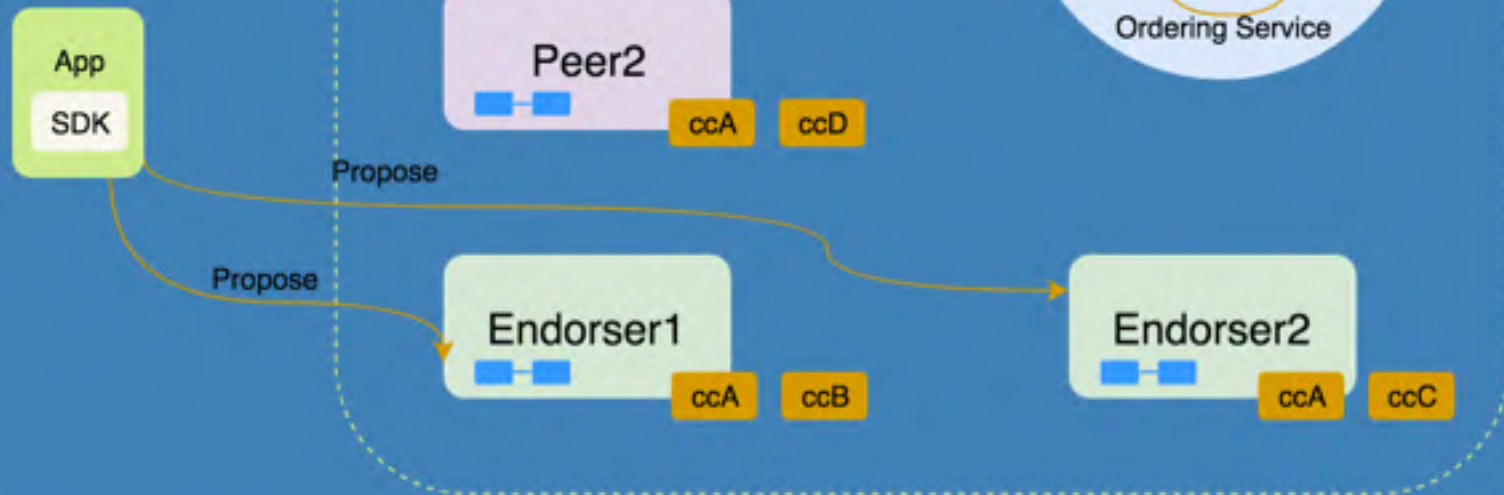 Ordering Service
App
SDK
Peer2
ccA
ccD
Propose
Propose
Endorser1
ccA
ccB
Endorser2
ccA
ccC